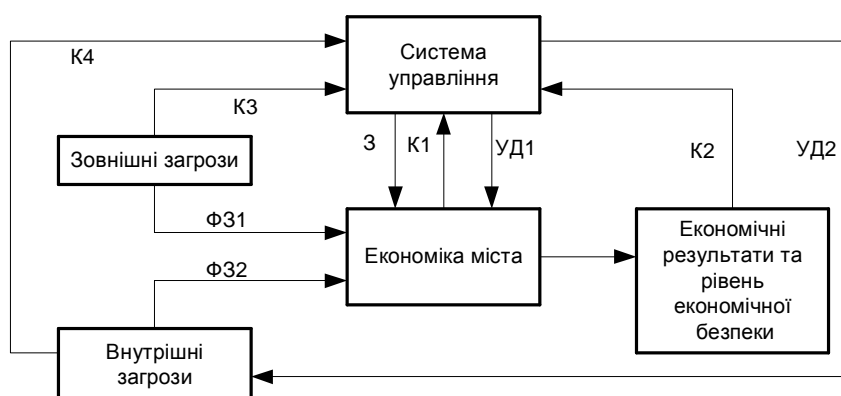 К4
Система
управління
К3
З
К1
УД1
К2
УД2
Зовнішні загрози
ФЗ1
Економіка міста
Економічні
результати та
рівень
економічної
безпеки
ФЗ2
Внутрішні
загрози